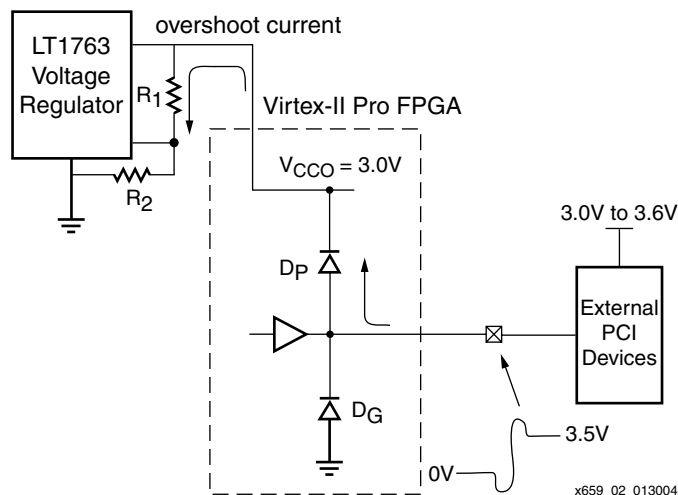 LT1763
Voltage
Regulator
overshoot current
R1
R2
Virtex-II Pro FPGA
VCCO = 3.0V
DP
DG
3.0V to 3.6V
External
PCI
Devices
3.5V
0V
x659_02_013004